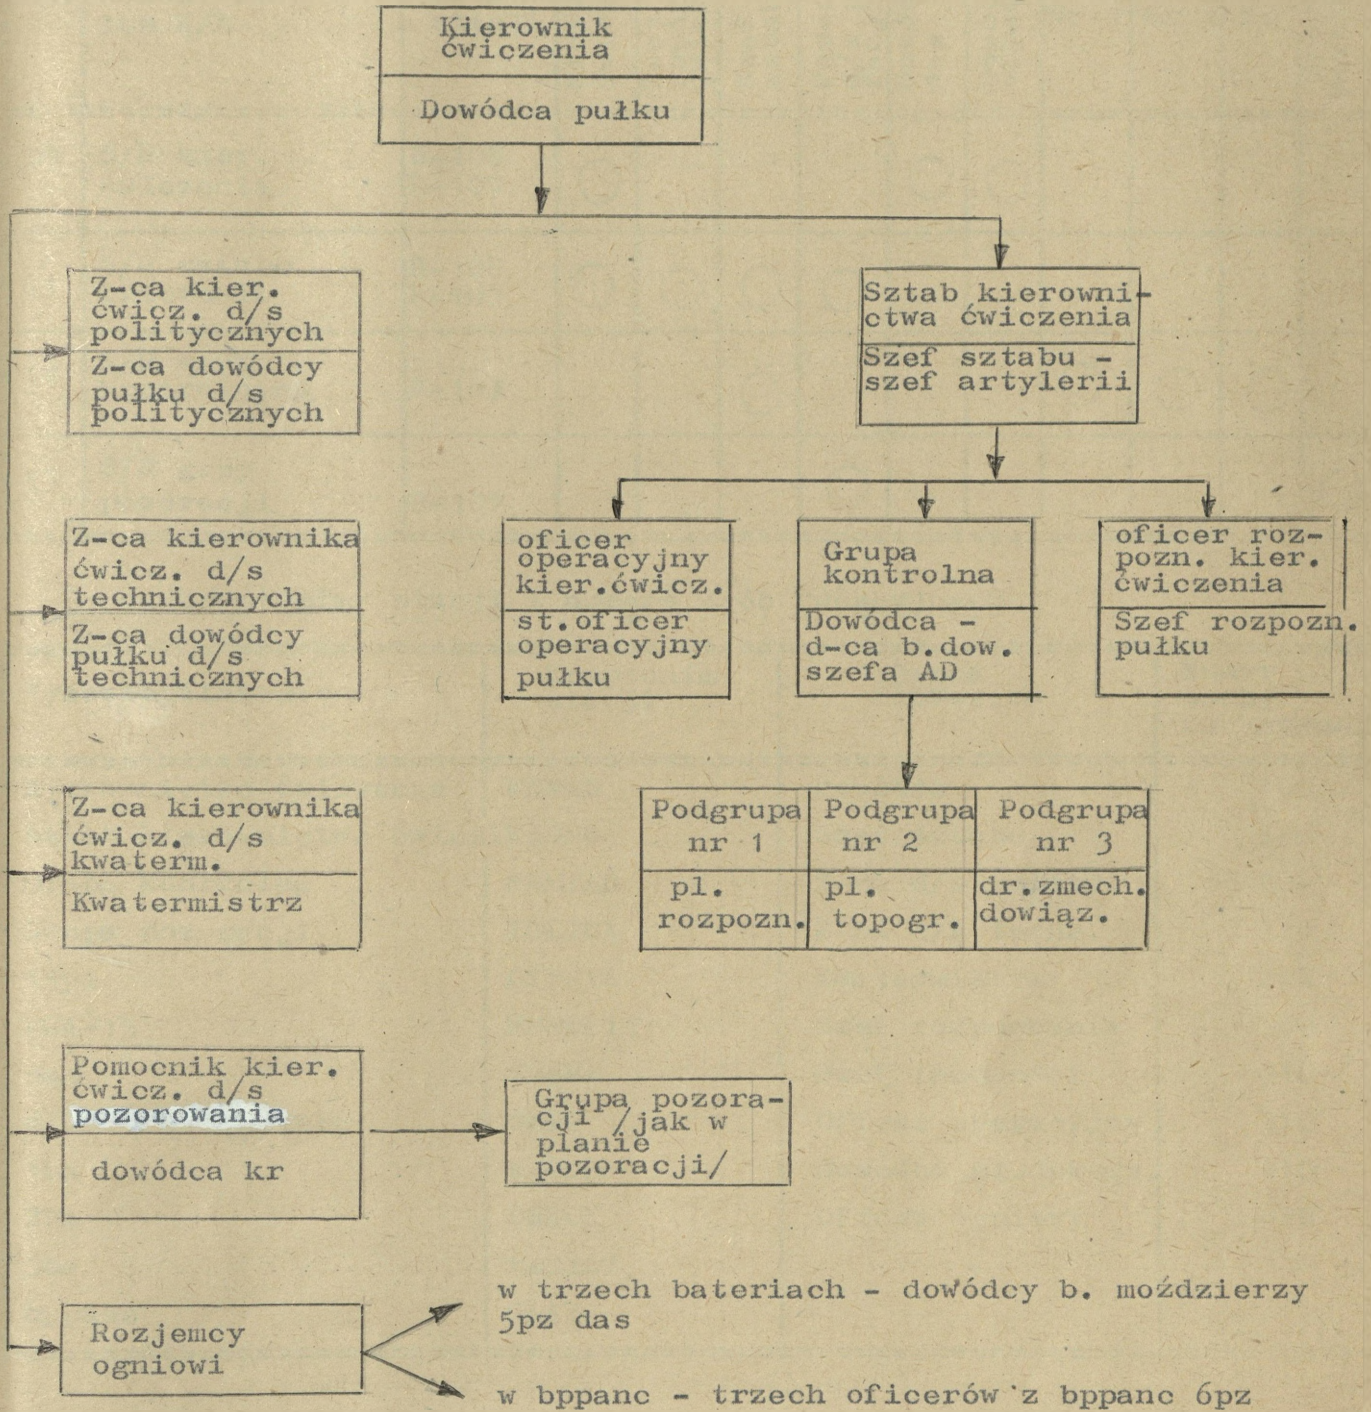 Kierownik
ćwiczenia
Dowódca pułku
Z-ca kier.
ćwicz. d/s
politycznych
Z-ca dowódcy
pułku d/s
politycznych
Sztab kierowni-
ctwa ćwiczenia
Szef sztabu -
szef artylerii
Z-ca kierownika
ćwicz. d/s
technicznych
Z-ca dowódcy
pułku d/s
technicznych
oficer
operacyjny
kier.ćwicz.
st.oficer
operacyjny
pułku
Grupa
kontrolna
Dowódca -
d-ca b.dow.
szefa AD
oficer roz-
pozn. kier.
ćwiczenia
Szef rozpozn.
pułku
Z-ca kierownika
ćwicz. d/s
kwaterm.
Kwatermistrz
Podgrupa
nr 1
pl.
rozpozn.
Podgrupa
nr 2
pl.
topogr.
Podgrupa
nr 3
dr.zmech.
dowiąz.
Pomocnik kier.
ćwicz. d/s
pozorowania
dowódca kr
Grupa pozora-
cji /jak w
planie
pozoracji/
Rozjemcy
ogniowi
w trzech bateriach - dowódcy b. moździerzy
5pz das
w bppanc - trzech oficerów z bppanc 6pz